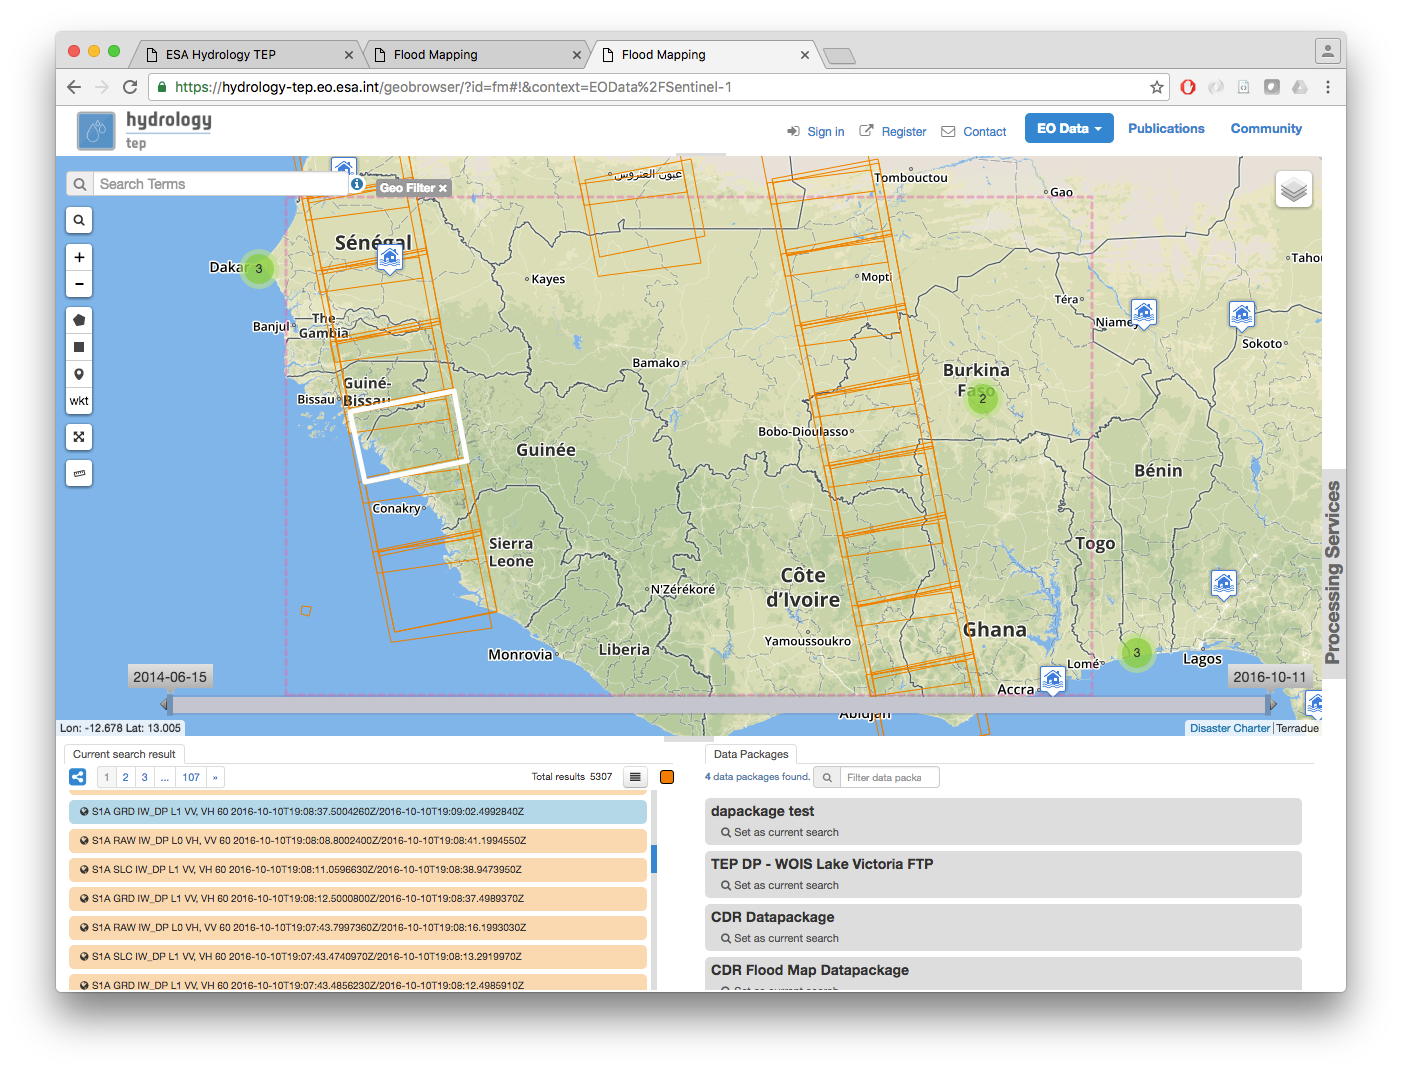 ESA Hydrology TEP
Flood Mapping
Flood Mapping
https://hydrology-tep.eo.esa.int/geobrowser/?id=fm#!&context=EOData%2FSentinel-1
hydrology
tep
Sign in
Register
Contact
EO Data
Publications
Community
Search Terms
Geo Filter ×
عيون العتروس
Tombouctou
Gao
Sénégal
Dakar
3
Kayes
Mopti
Tahou
Téra
Banjul
The
Gambia
Niamey
Sokoto
Bamako
Burkina
Faso
2
Guiné-
Bissau
Bissau
wkt
Bobo-Dioulasso
Guinée
Bénin
Conakry
Sierra
Leone
Togo
Processing Services
Côte
d'Ivoire
N'Zérékoré
Ghana
Yamoussoukro
Liberia
Monrovia
Lomé
3
Lagos
2014-06-15
2016-10-11
Accra
Abidjan
Lon: -12.678 Lat: 13.005
Disaster Charter | Terradue
Current search result
1 2 3 ... 107 »
Total results 5307
S1A GRD IW_DP L1 VV, VH 60 2016-10-10T19:08:37.5004260Z/2016-10-10T19:09:02.4992840Z
S1A RAW IW_DP L0 VH, VV 60 2016-10-10T19:08:08.8002400Z/2016-10-10T19:08:41.1994550Z
S1A SLC IW_DP L1 VV, VH 60 2016-10-10T19:08:11.0596630Z/2016-10-10T19:08:38.9473950Z
S1A GRD IW_DP L1 VV, VH 60 2016-10-10T19:08:12.5000800Z/2016-10-10T19:08:37.4989370Z
S1A RAW IW_DP L0 VH, VV 60 2016-10-10T19:07:43.7997360Z/2016-10-10T19:08:16.1993030Z
S1A SLC IW_DP L1 VV, VH 60 2016-10-10T19:07:43.4740970Z/2016-10-10T19:08:13.2919970Z
S1A GRD IW_DP L1 VV, VH 60 2016-10-10T19:07:43.4856230Z/2016-10-10T19:08:12.4985910Z
Data Packages
4 data packages found.
Filter data packa
dapackage test
Set as current search
TEP DP - WOIS Lake Victoria FTP
Set as current search
CDR Datapackage
Set as current search
CDR Flood Map Datapackage
Set as current search